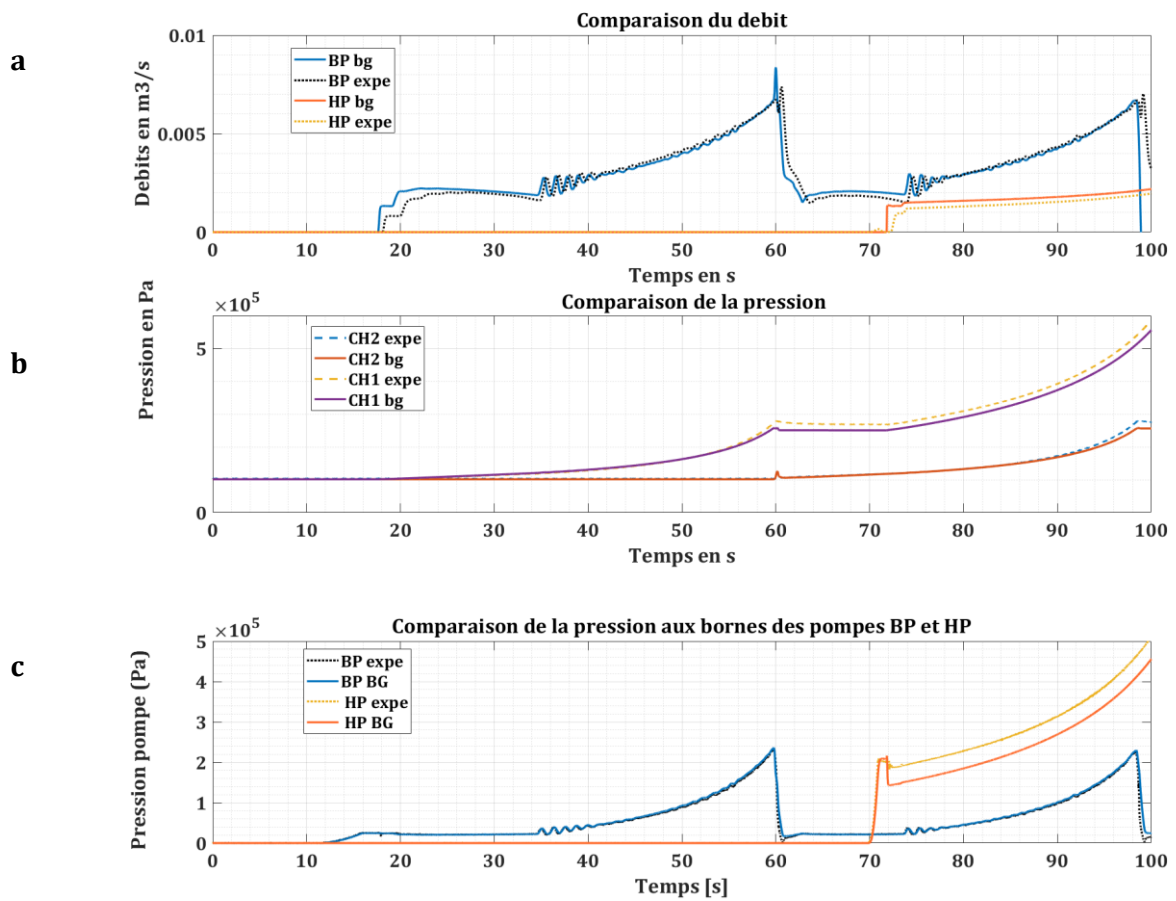 a
Comparaison du debit
0.01
0.005
0
Debits en m3/s
BP bg
BP expe
HP bg
HP expe
0 10 20 30 40 50 60 70 80 90 100
Temps en s
b
Comparaison de la pression
×10^5
5
0
Pression en Pa
CH2 expe
CH2 bg
CH1 expe
CH1 bg
0 10 20 30 40 50 60 70 80 90 100
Temps en s
c
Comparaison de la pression aux bornes des pompes BP et HP
×10^5
5
4
3
2
1
0
Pression pompe (Pa)
BP expe
BP BG
HP expe
HP BG
0 10 20 30 40 50 60 70 80 90 100
Temps [s]